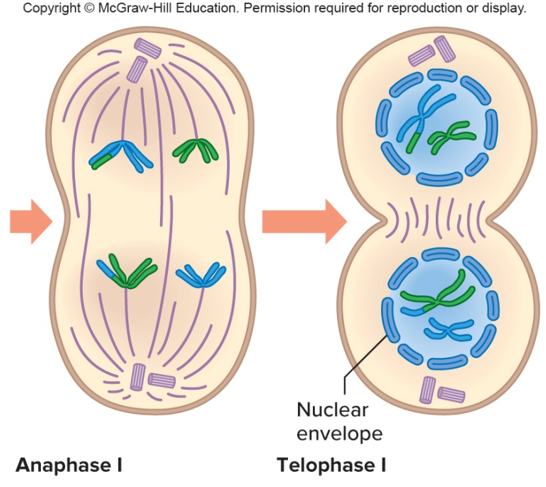 Copyright © McGraw-Hill Education. Permission required for reproduction or display.
Nuclear
envelope
Anaphase I
Telophase I